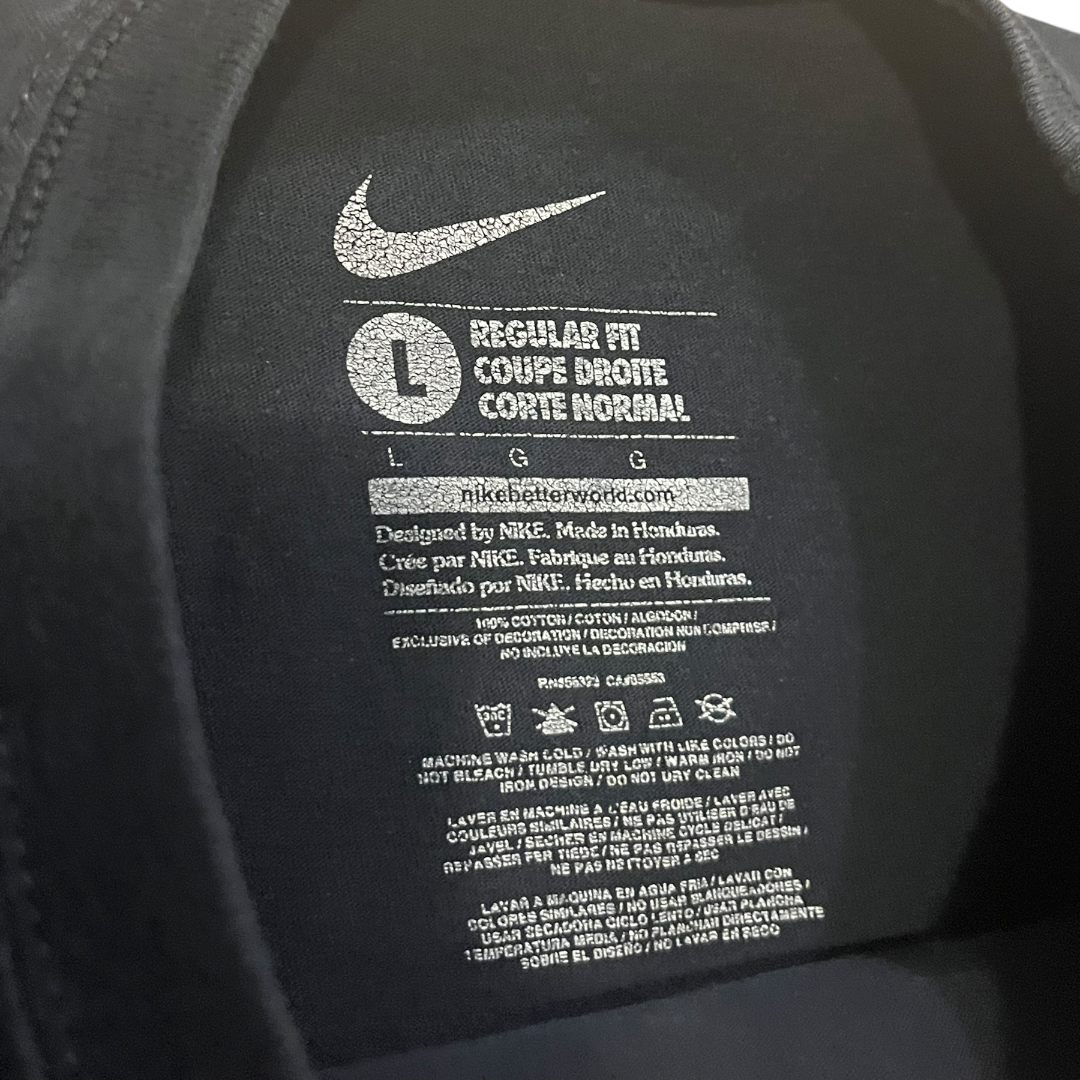 L
REGULAR FIT
COUPE DROITE
CORTE NORMAL
L G G
nikebetterworld.com
Designed by NIKE. Made in Honduras.
Crée par NIKE. Fabrique au Honduras.
Diseñado por NIKE. Hecho en Honduras.
100% COTTON / COTON / ALGODON /
EXCLUSIVE OF DECORATION / DECORATION NON COMPRISE /
NO INCLUYE LA DECORACION
CA#05553
30C
MACHINE WASH COLD / WASH WITH LIKE COLORS / DO
NOT BLEACH / TUMBLE DRY LOW / WARM IRON / DO NOT
IRON DESIGN / DO NOT DRY CLEAN
LAVER EN MACHINE A L'EAU FROIDE / LAVER AVEC
COULEURS SIMILAIRES / NE PAS UTILISER D'EAU DE
JAVEL / SECHER EN MACHINE CYCLE DELICAT /
REPASSER FER TIEDE / NE PAS REPASSER LE DESSIN /
NE PAS NETTOYER A SEC
LAVAR A MAQUINA EN AGUA FRIA / LAVAR CON
COLORES SIMILARES / NO USAR BLANQUEADORES /
USAR SECADORA CICLO LENTO / USAR PLANCHA
TEMPERATURA MEDIA / NO PLANCHAR DIRECTAMENTE
SOBRE EL DISEÑO / NO LAVAR EN SECO